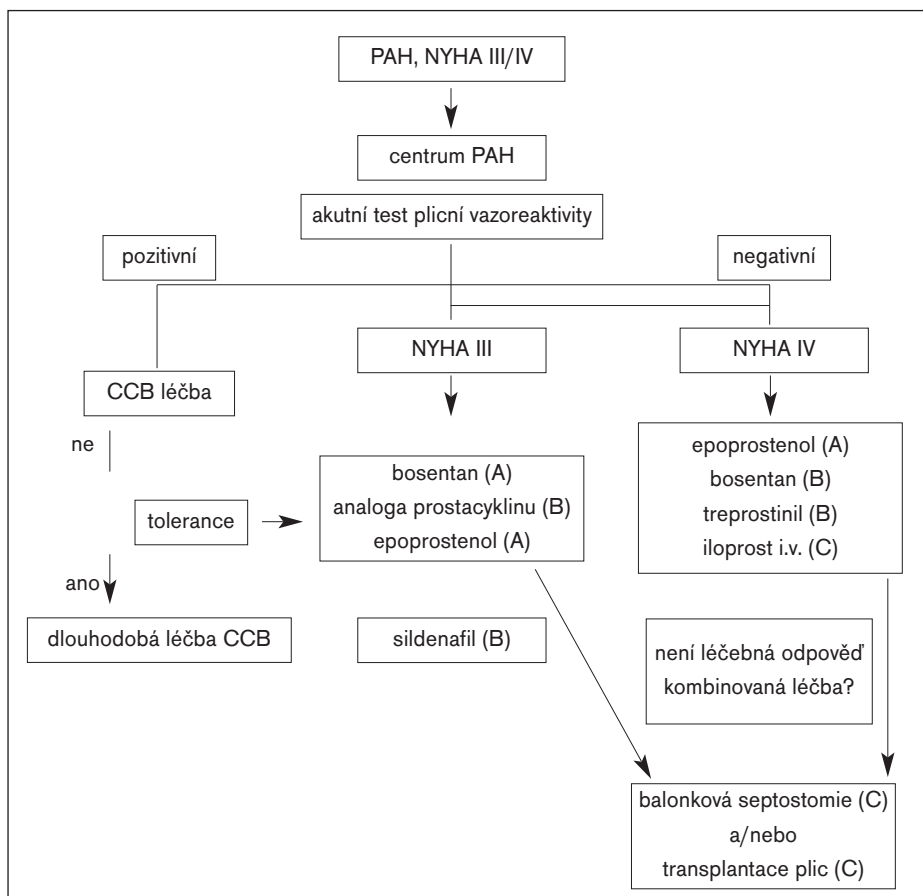 PAH, NYHA III/IV
centrum PAH
akutní test plicní vazoreaktivity
pozitivní
negativní
NYHA III
NYHA IV
CCB léčba
ne
tolerance
ano
dlouhodobá léčba CCB
bosentan (A)
analoga prostacyklinu (B)
epoprostenol (A)
sildenafil (B)
epoprostenol (A)
bosentan (B)
treprostinil (B)
iloprost i.v. (C)
není léčebná odpověď
kombinovaná léčba?
balonková septostomie (C)
a/nebo
transplantace plic (C)